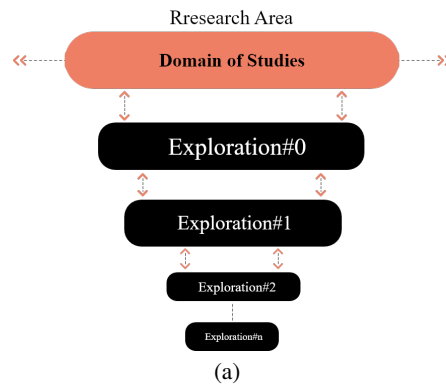 Rresearch Area
Domain of Studies
Exploration#0
Exploration#1
Exploration#2
Exploration#n
(a)